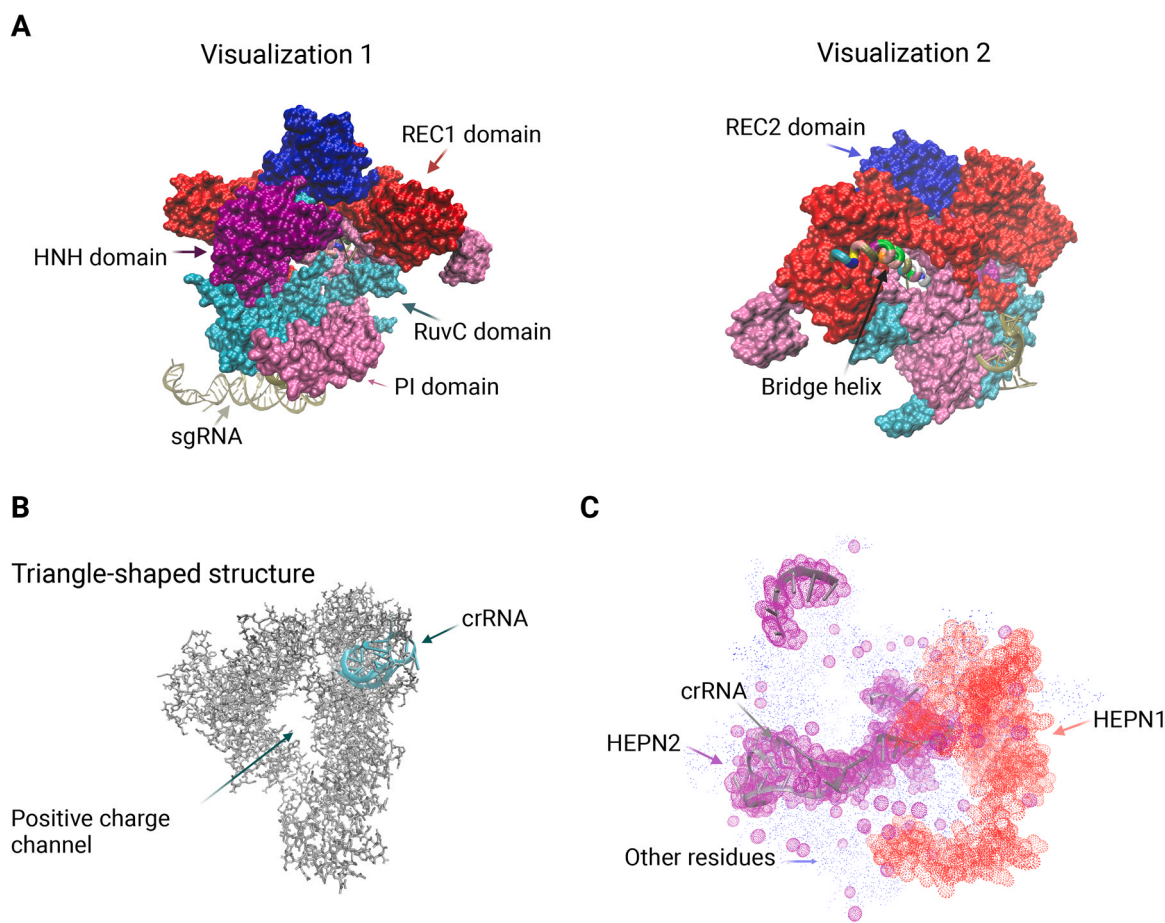 A
Visualization 1
Visualization 2
REC1 domain
REC2 domain
HNH domain
RuvC domain
PI domain
Bridge helix
sgRNA
B
C
Triangle-shaped structure
crRNA
crRNA
HEPN1
HEPN2
Positive charge
channel
Other residues